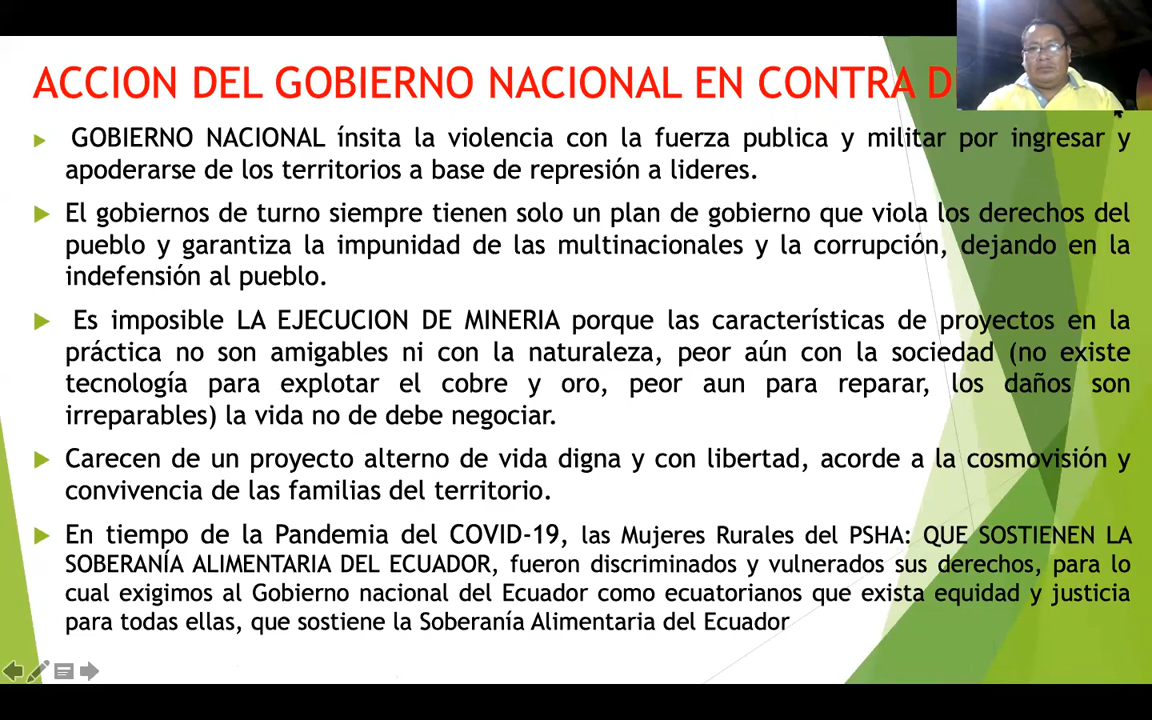 ACCION DEL GOBIERNO NACIONAL EN CONTRA
GOBIERNO NACIONAL ínsita la violencia con la fuerza publica y militar por ingresar y
apoderarse de los territorios a base de represión a lideres.
El gobiernos de turno siempre tienen solo un plan de gobierno que viola los derechos del
pueblo y garantiza la impunidad de las multinacionales y la corrupción, dejando en la
indefensión al pueblo.
Es imposible LA EJECUCION DE MINERIA porque las características de proyectos en la
práctica no son amigables ni con la naturaleza, peor aún con la sociedad (no existe
tecnología para explotar el cobre y oro, peor aun para reparar, los daños son
irreparables) la vida no de debe negociar.
Carecen de un proyecto alterno de vida digna y con libertad, acorde a la cosmovisión y
convivencia de las familias del territorio.
En tiempo de la Pandemia del COVID-19, las Mujeres Rurales del PSHA: QUE SOSTIENEN LA
SOBERANÍA ALIMENTARIA DEL ECUADOR, fueron discriminados y vulnerados sus derechos, para lo
cual exigimos al Gobierno nacional del Ecuador como ecuatorianos que exista equidad y justicia
para todas ellas, que sostiene la Soberanía Alimentaria del Ecuador